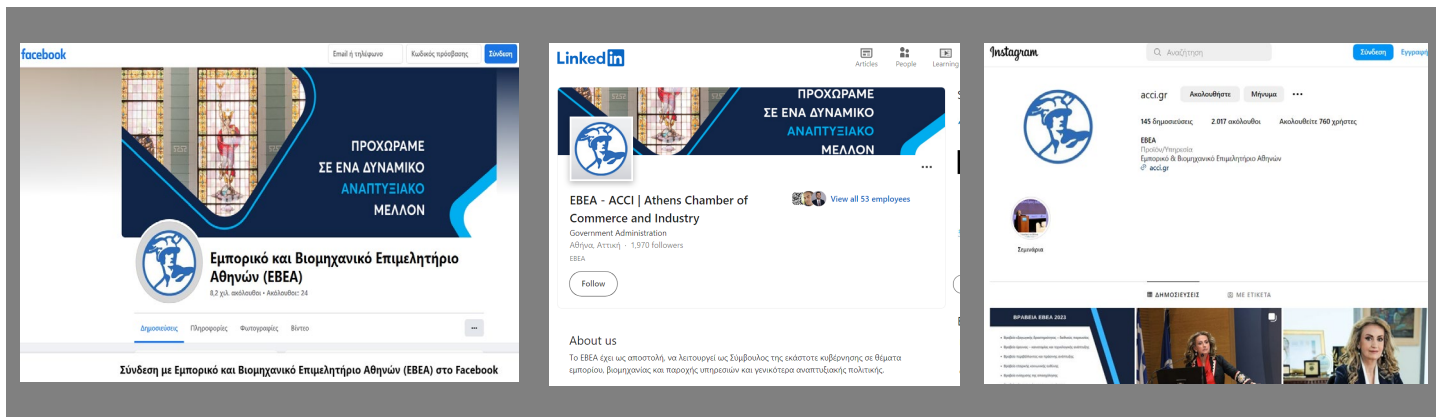 facebook
Email ή τηλέφωνο
Κωδικός πρόσβασης
Σύνδεση
ΠΡΟΧΩΡΑΜΕ
ΣΕ ΕΝΑ ΔΥΝΑΜΙΚΟ
ΑΝΑΠΤΥΞΙΑΚΟ
ΜΕΛΛΟΝ
Εμπορικό και Βιομηχανικό Επιμελητήριο
Αθηνών (ΕΒΕΑ)
8,2 χιλ. ακόλουθοι • Ακόλουθοι: 24
Δημοσιεύσεις Πληροφορίες Φωτογραφίες Βίντεο
Σύνδεση με Εμπορικό και Βιομηχανικό Επιμελητήριο Αθηνών (ΕΒΕΑ) στο Facebook
Linked in
Articles People Learning
ΠΡΟΧΩΡΑΜΕ
ΣΕ ΕΝΑ ΔΥΝΑΜΙΚΟ
ΑΝΑΠΤΥΞΙΑΚΟ
ΜΕΛΛΟΝ
EBEA - ACCI | Athens Chamber of
Commerce and Industry
View all 53 employees
Government Administration
Αθήνα, Αττική · 1,970 followers
EBEA
Follow
About us
Το ΕΒΕΑ έχει ως αποστολή, να λειτουργεί ως Σύμβουλος της εκάστοτε κυβέρνησης σε θέματα
εμπορίου, βιομηχανίας και παροχής υπηρεσιών και γενικότερα αναπτυξιακής πολιτικής.
Instagram
Αναζήτηση
Σύνδεση
Εγγραφή
acci.gr
Ακολουθήστε
Μήνυμα
145 δημοσιεύσεις 2.017 ακόλουθοι Ακολουθείτε 760 χρήστες
ΕΒΕΑ
Προϊόν/Υπηρεσία
Εμπορικό & Βιομηχανικό Επιμελητήριο Αθηνών
acci.gr
Σεμινάρια
ΔΗΜΟΣΙΕΥΣΕΙΣ ΜΕ ΕΤΙΚΕΤΑ
ΒΡΑΒΕΙΑ ΕΒΕΑ 2023